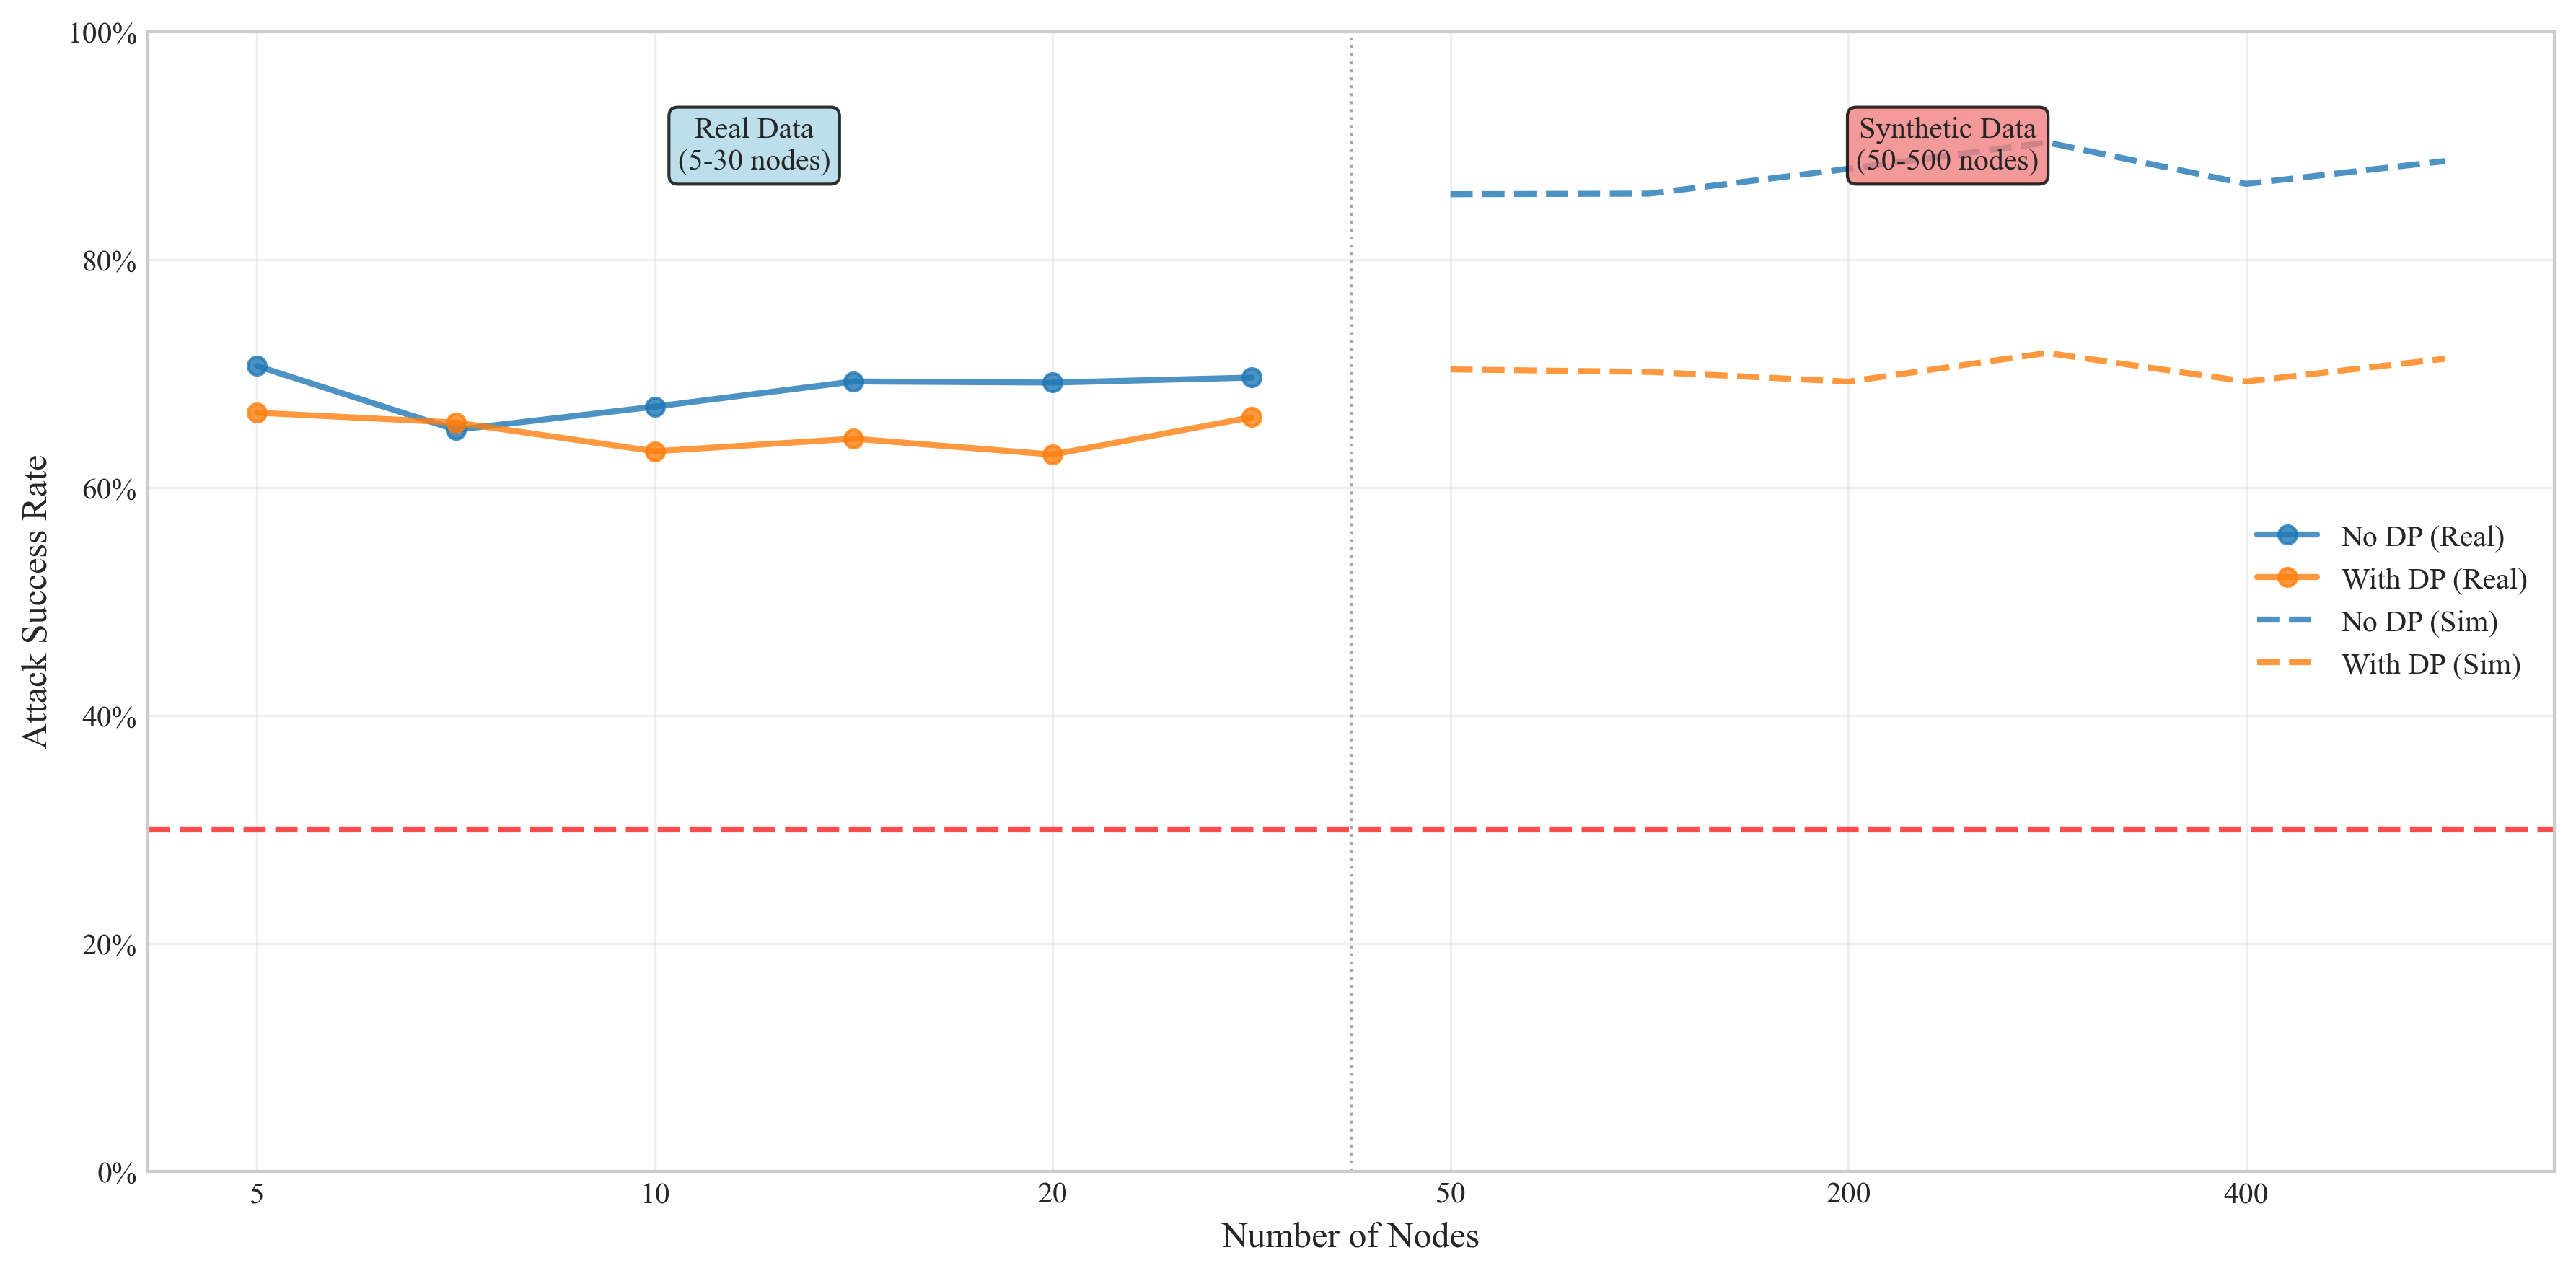 100%
80%
60%
40%
20%
0%
Attack Success Rate
Real Data
(5-30 nodes)
Synthetic Data
(50-500 nodes)
No DP (Real)
With DP (Real)
No DP (Sim)
With DP (Sim)
5 10 20 50 200 400
Number of Nodes